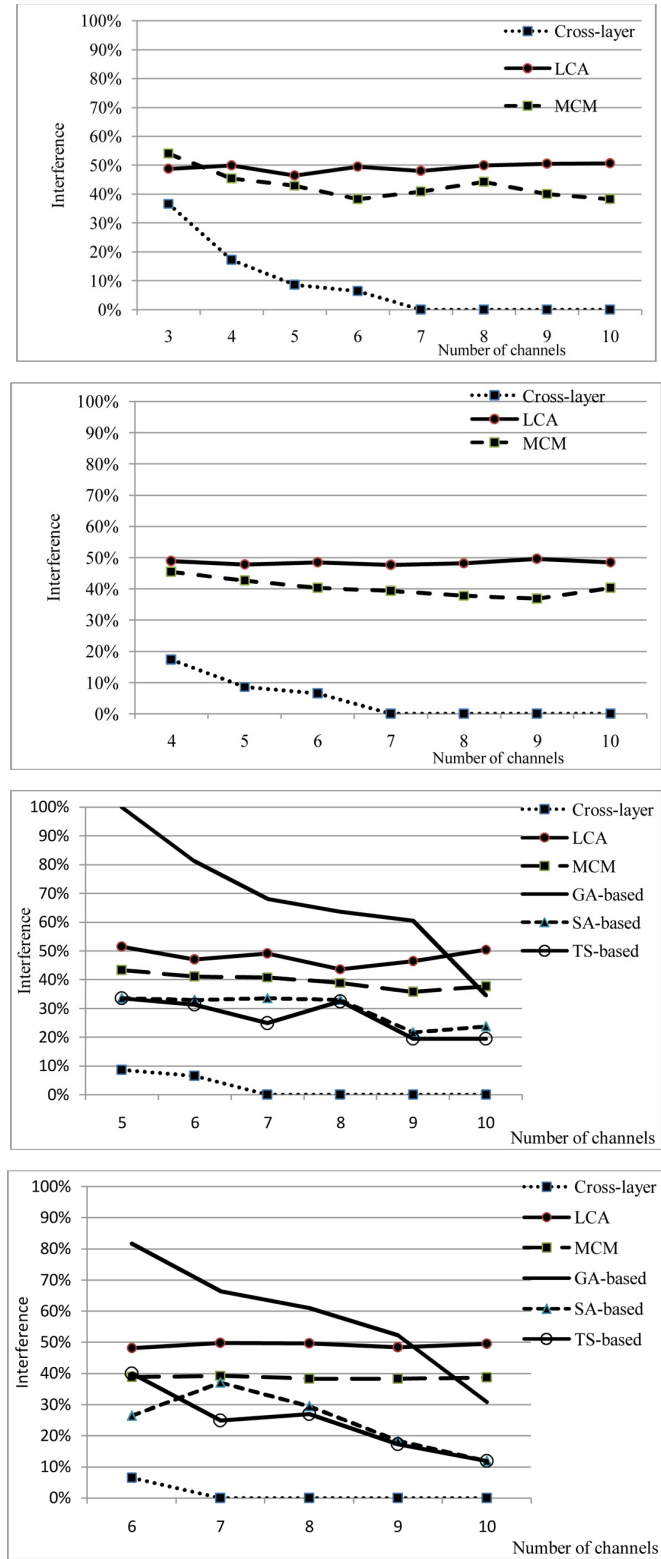 100%
90%
80%
70%
60%
50%
40%
30%
20%
10%
0%
Interference
Cross-layer
LCA
MCM
3 4 5 6 7 8 9 10
Number of channels
100%
90%
80%
70%
60%
50%
40%
30%
20%
10%
0%
Interference
Cross-layer
LCA
MCM
4 5 6 7 8 9 10
Number of channels
100%
90%
80%
70%
60%
50%
40%
30%
20%
10%
0%
Interference
Cross-layer
LCA
MCM
GA-based
SA-based
TS-based
5 6 7 8 9 10
Number of channels
100%
90%
80%
70%
60%
50%
40%
30%
20%
10%
0%
Interference
Cross-layer
LCA
MCM
GA-based
SA-based
TS-based
6 7 8 9 10
Number of channels